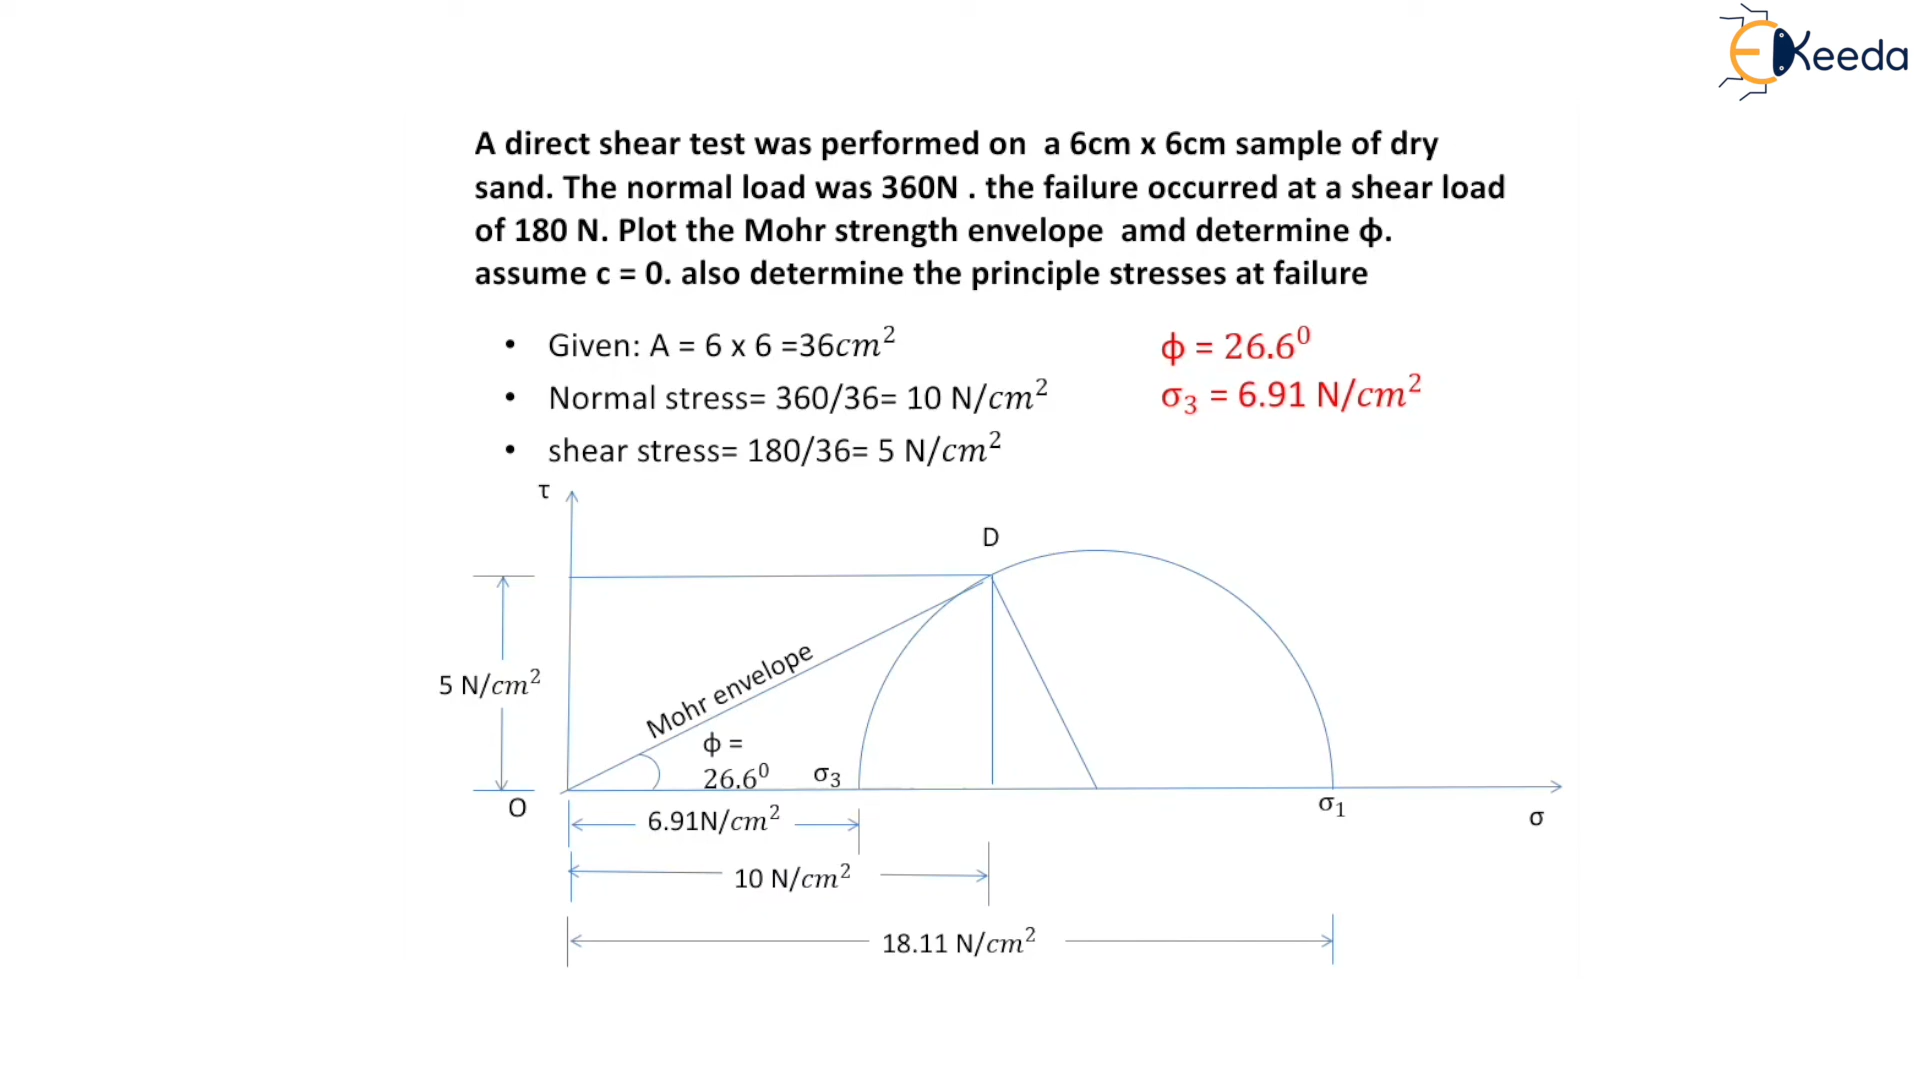 EKeeda
A direct shear test was performed on a 6cm x 6cm sample of dry
sand. The normal load was 360N . the failure occurred at a shear load
of 180 N. Plot the Mohr strength envelope amd determine ϕ.
assume c = 0. also determine the principle stresses at failure
• Given: A = 6 x 6 =36cm²
• Normal stress= 360/36= 10 N/cm²
• shear stress= 180/36= 5 N/cm²
ϕ = 26.6⁰
σ₃ = 6.91 N/cm²
τ
D
5 N/cm²
Mohr envelope
ϕ =
26.6⁰
σ₃
O
σ₁
σ
6.91N/cm²
10 N/cm²
18.11 N/cm²